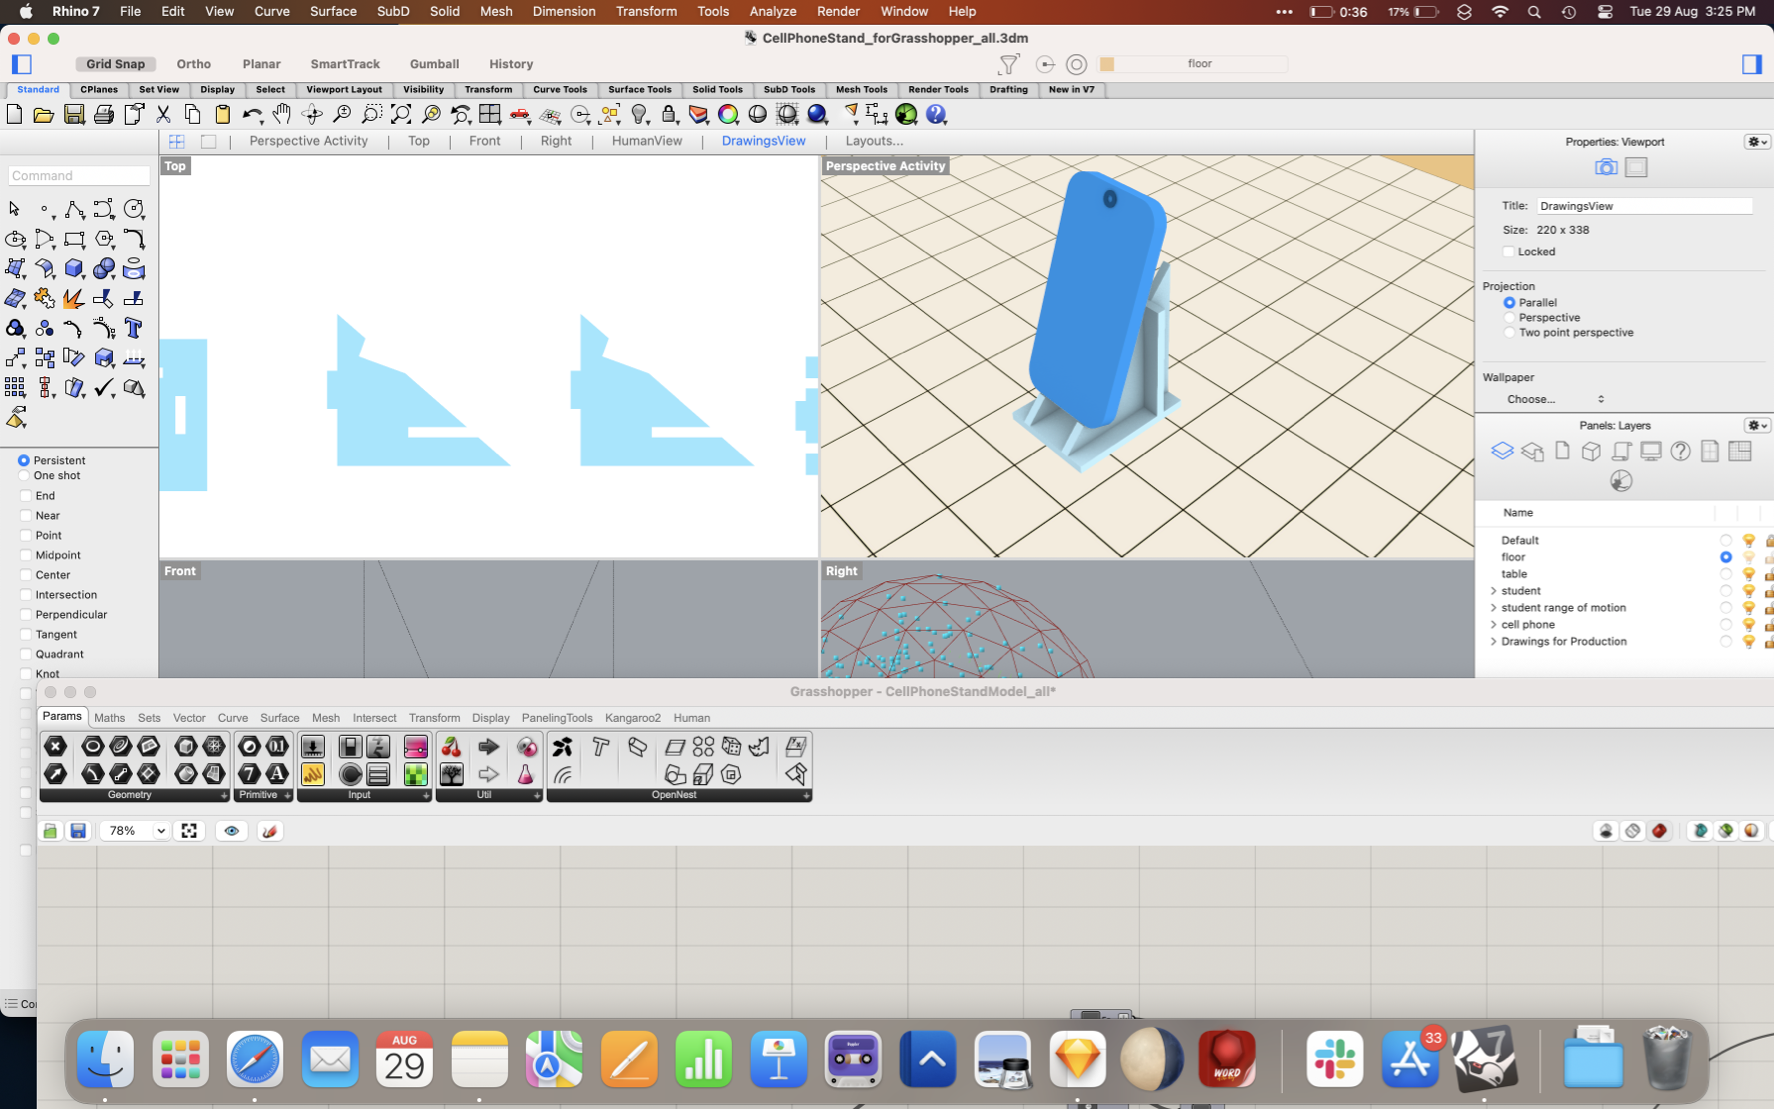 Rhino 7 File Edit View Curve Surface SubD Solid Mesh Dimension Transform Tools Analyze Render Window Help ••• 0:36 17% Tue 29 Aug 3:25 PM
CellPhoneStand_forGrasshopper_all.3dm
Grid Snap Ortho Planar SmartTrack Gumball History floor
Standard CPlanes Set View Display Select Viewport Layout Visibility Transform Curve Tools Surface Tools Solid Tools SubD Tools Mesh Tools Render Tools Drafting New in V7
Perspective Activity | Top | Front | Right | HumanView | DrawingsView | Layouts...
Command
Persistent
One shot
End
Near
Point
Midpoint
Center
Intersection
Perpendicular
Tangent
Quadrant
Knot
Top
Perspective Activity
Front
Right
Properties: Viewport
Title: DrawingsView
Size: 220 x 338
Locked
Projection
Parallel
Perspective
Two point perspective
Wallpaper
Choose...
Panels: Layers
Name
Default
floor
table
student
student range of motion
cell phone
Drawings for Production
Grasshopper - CellPhoneStandModel_all*
Params Maths Sets Vector Curve Surface Mesh Intersect Transform Display PanelingTools Kangaroo2 Human
Geometry Primitive Input Util OpenNest
78%
Co
AUG
29
WORD
33
7